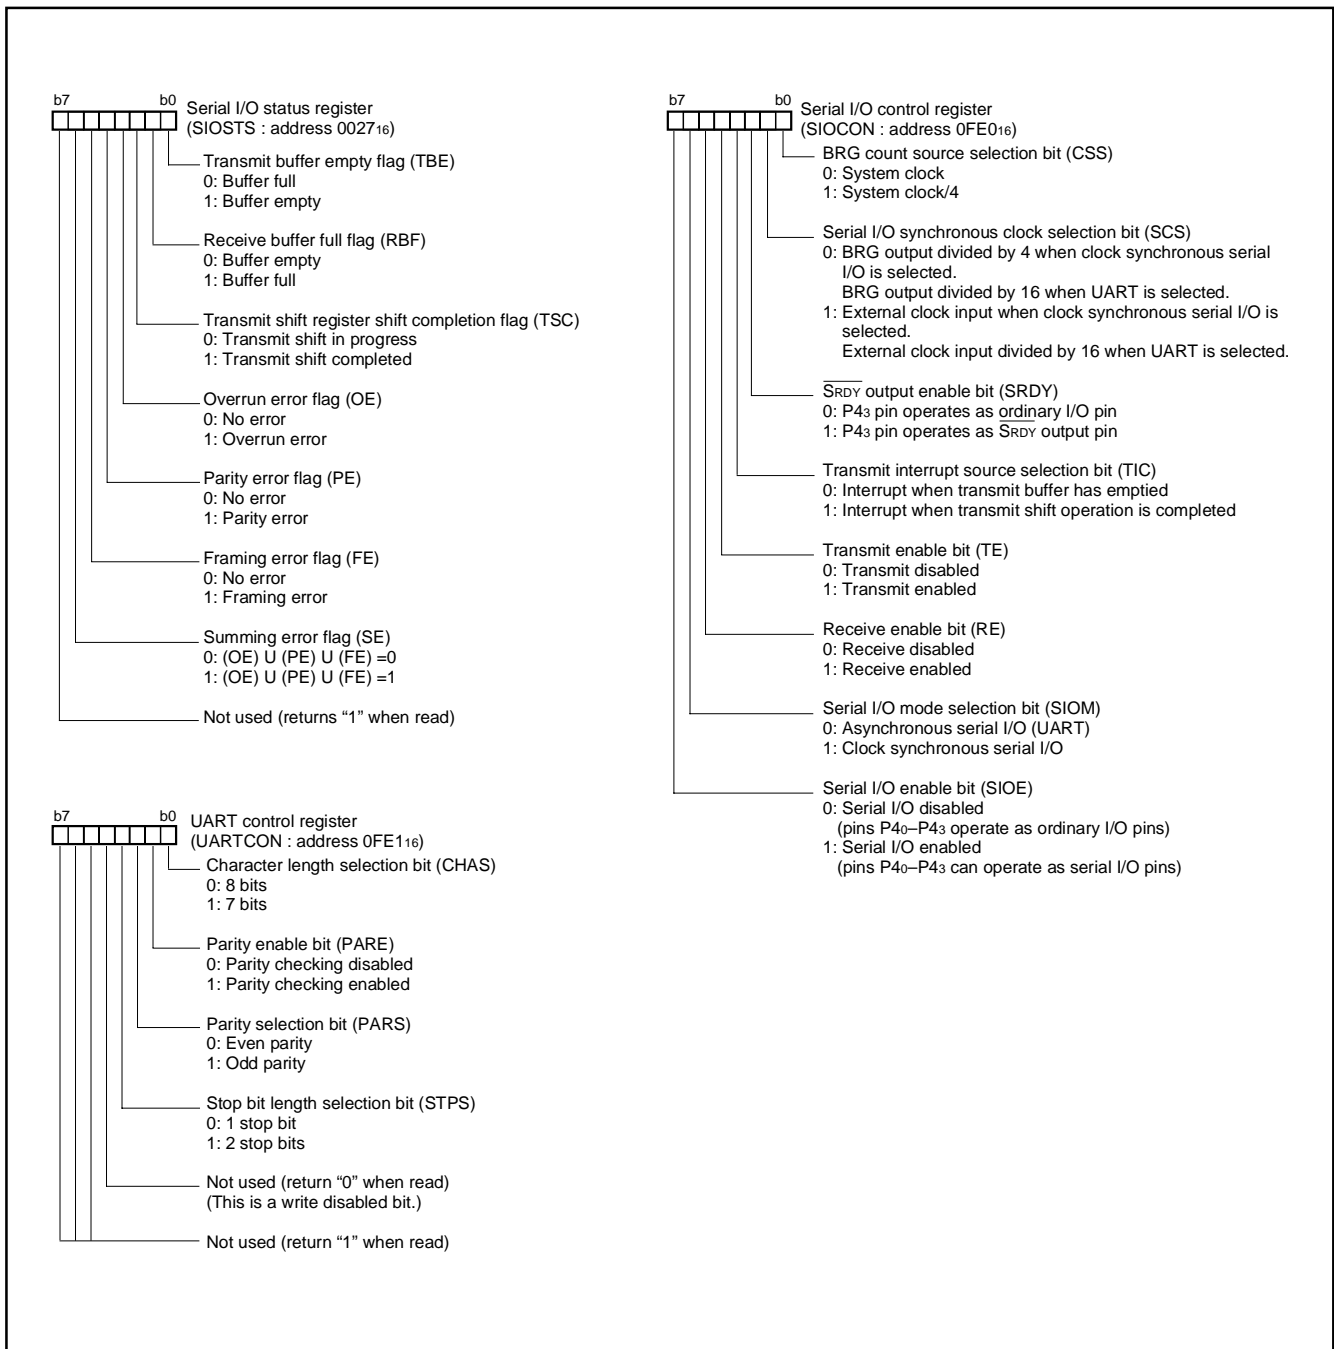 b7 b0
Serial I/O status register
(SIOSTS : address 002716)
Transmit buffer empty flag (TBE)
0: Buffer full
1: Buffer empty
Receive buffer full flag (RBF)
0: Buffer empty
1: Buffer full
Transmit shift register shift completion flag (TSC)
0: Transmit shift in progress
1: Transmit shift completed
Overrun error flag (OE)
0: No error
1: Overrun error
Parity error flag (PE)
0: No error
1: Parity error
Framing error flag (FE)
0: No error
1: Framing error
Summing error flag (SE)
0: (OE) U (PE) U (FE) =0
1: (OE) U (PE) U (FE) =1
Not used (returns “1” when read)
b7 b0
UART control register
(UARTCON : address 0FE116)
Character length selection bit (CHAS)
0: 8 bits
1: 7 bits
Parity enable bit (PARE)
0: Parity checking disabled
1: Parity checking enabled
Parity selection bit (PARS)
0: Even parity
1: Odd parity
Stop bit length selection bit (STPS)
0: 1 stop bit
1: 2 stop bits
Not used (return “0” when read)
(This is a write disabled bit.)
Not used (return “1” when read)
b7 b0
Serial I/O control register
(SIOCON : address 0FE016)
BRG count source selection bit (CSS)
0: System clock
1: System clock/4
Serial I/O synchronous clock selection bit (SCS)
0: BRG output divided by 4 when clock synchronous serial
I/O is selected.
BRG output divided by 16 when UART is selected.
1: External clock input when clock synchronous serial I/O is
selected.
External clock input divided by 16 when UART is selected.
SRDY output enable bit (SRDY)
0: P43 pin operates as ordinary I/O pin
1: P43 pin operates as SRDY output pin
Transmit interrupt source selection bit (TIC)
0: Interrupt when transmit buffer has emptied
1: Interrupt when transmit shift operation is completed
Transmit enable bit (TE)
0: Transmit disabled
1: Transmit enabled
Receive enable bit (RE)
0: Receive disabled
1: Receive enabled
Serial I/O mode selection bit (SIOM)
0: Asynchronous serial I/O (UART)
1: Clock synchronous serial I/O
Serial I/O enable bit (SIOE)
0: Serial I/O disabled
(pins P40–P43 operate as ordinary I/O pins)
1: Serial I/O enabled
(pins P40–P43 can operate as serial I/O pins)